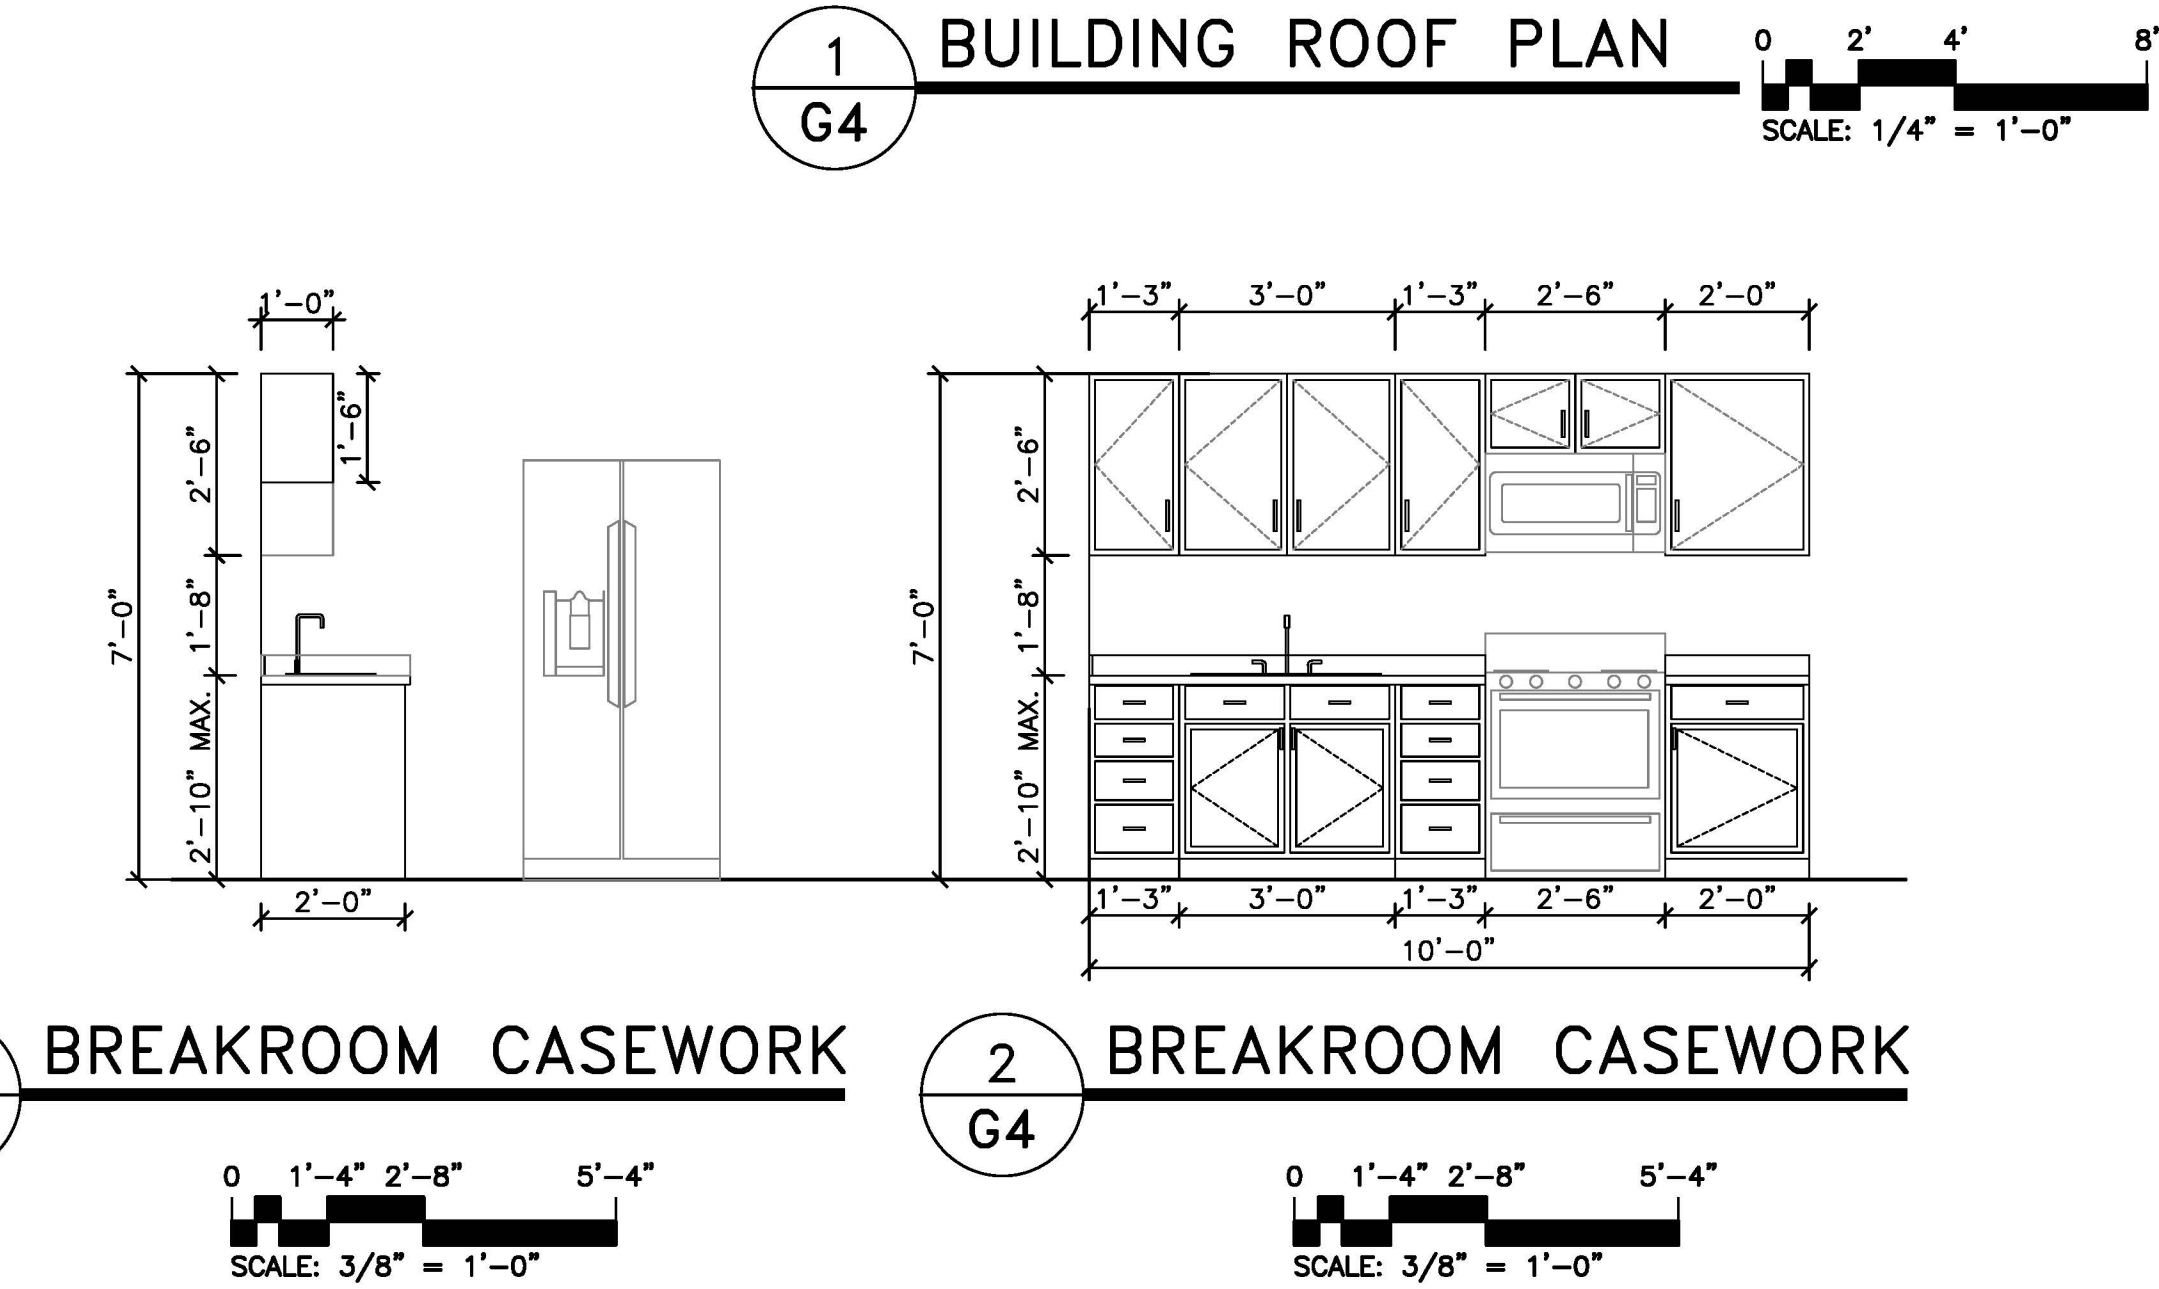 1
G4
BUILDING ROOF PLAN
0 2' 4' 8'
SCALE: 1/4" = 1'-0"
1'-0"
1'-6"
2'-6"
1'-8"
2'-10" MAX.
7'-0"
2'-0"
1'-3" 3'-0" 1'-3" 2'-6" 2'-0"
2'-6"
1'-8"
2'-10" MAX.
7'-0"
1'-3" 3'-0" 1'-3" 2'-6" 2'-0"
10'-0"
BREAKROOM CASEWORK
0 1'-4" 2'-8" 5'-4"
SCALE: 3/8" = 1'-0"
2
G4
BREAKROOM CASEWORK
0 1'-4" 2'-8" 5'-4"
SCALE: 3/8" = 1'-0"